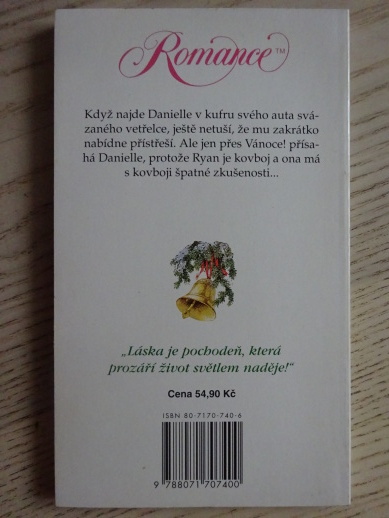 Romance™
Když najde Danielle v kufru svého auta svá-
zaného vetřelce, ještě netuší, že mu zakrátko
nabídne přístřeší. Ale jen přes Vánoce! přísa-
há Danielle, protože Ryan je kovboj a ona má
s kovboji špatné zkušenosti...
„Láska je pochodeň, která
prozáří život světlem naděje!“
Cena 54,90 Kč
ISBN 80-7170-740-6
9 788071 707400